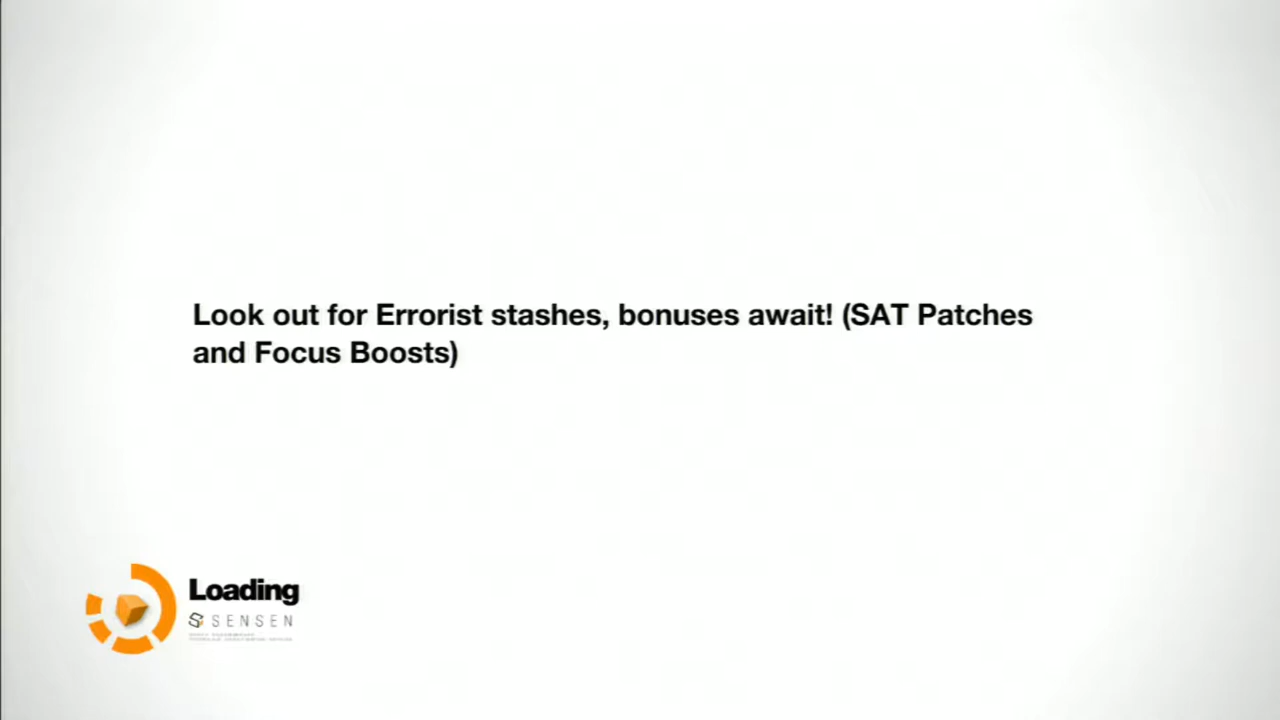 Look out for Errorist stashes, bonuses await! (SAT Patches
and Focus Boosts)
Loading
SENSEN